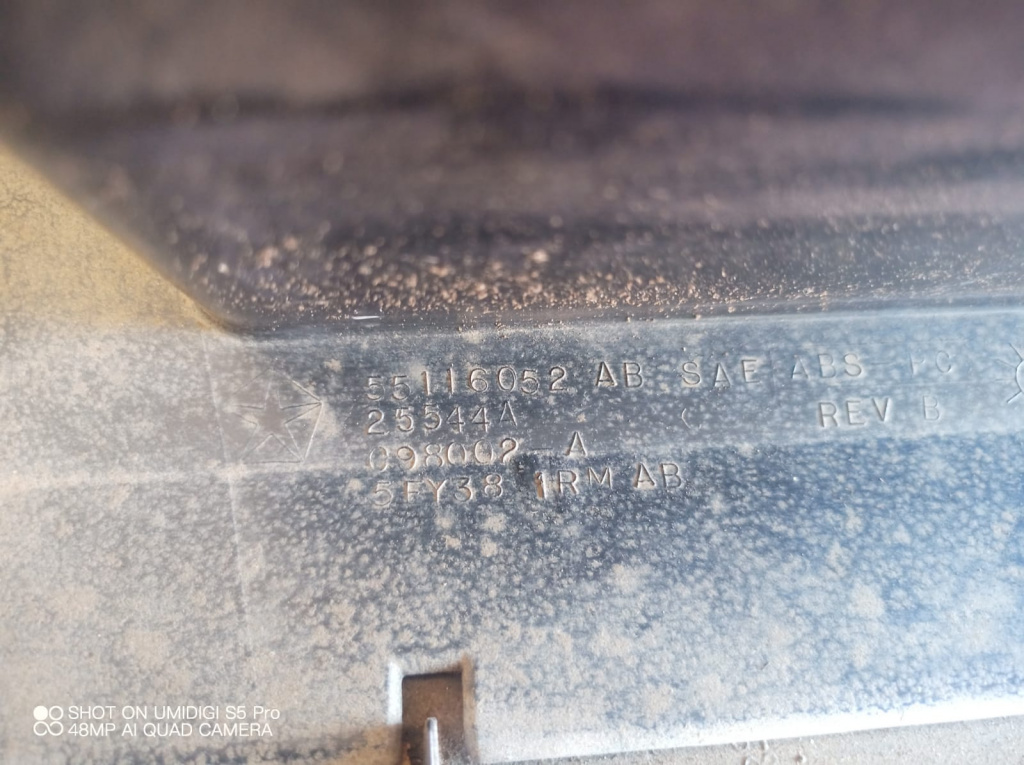 55116052 AB SAE ABS PC
25544A REV B
098002 A
5FY38 1RM AB
SHOT ON UMIDIGI S5 Pro
48MP AI QUAD CAMERA